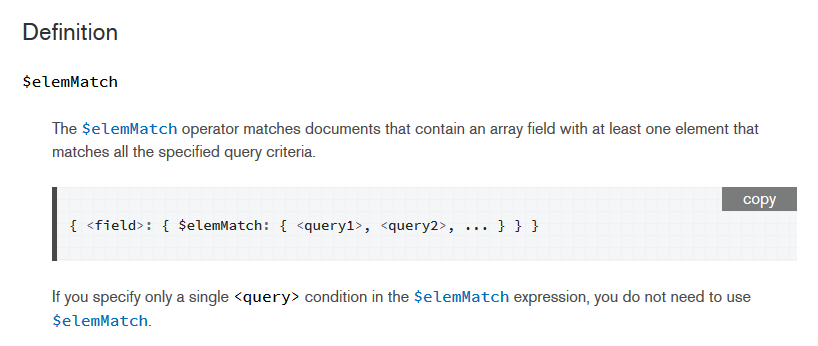 Definition
$elemMatch
The $elemMatch operator matches documents that contain an array field with at least one element that
matches all the specified query criteria.
copy
{ <field>: { $elemMatch: { <query1>, <query2>, ... } } }
If you specify only a single <query> condition in the $elemMatch expression, you do not need to use
$elemMatch.